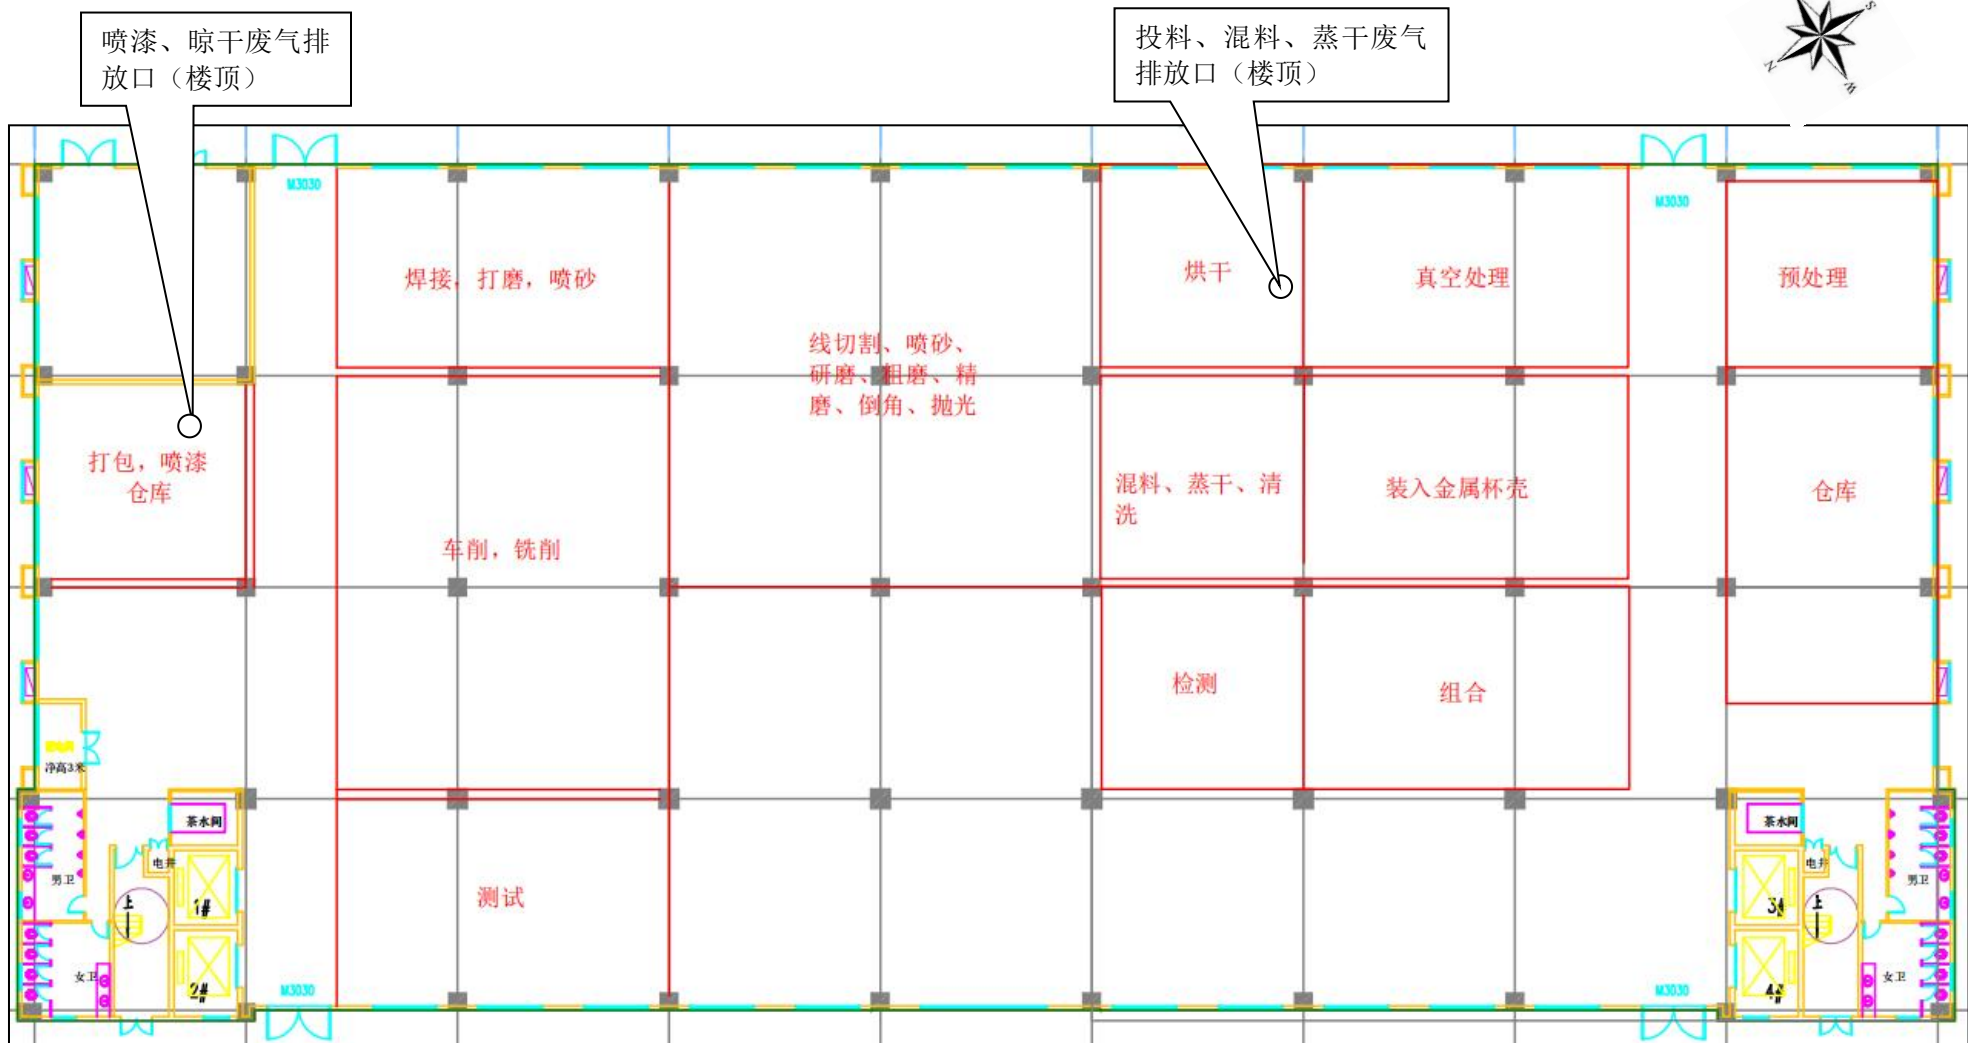 喷漆、晾干废气排
放口（楼顶）
投料、混料、蒸干废气
排放口（楼顶）
S
N
W
M3030
M3030
焊接，打磨，喷砂
烘干
真空处理
预处理
线切割、喷砂、
研磨、粗磨、精
磨、倒角、抛光
打包，喷漆
仓库
混料、蒸干、清
洗
装入金属杯壳
仓库
车削，铣削
检测
组合
净高3米
茶水间
电井
男卫
上
1#
女卫
2#
测试
M3030
M3030
茶水间
电井
男卫
3#
上
女卫
4#